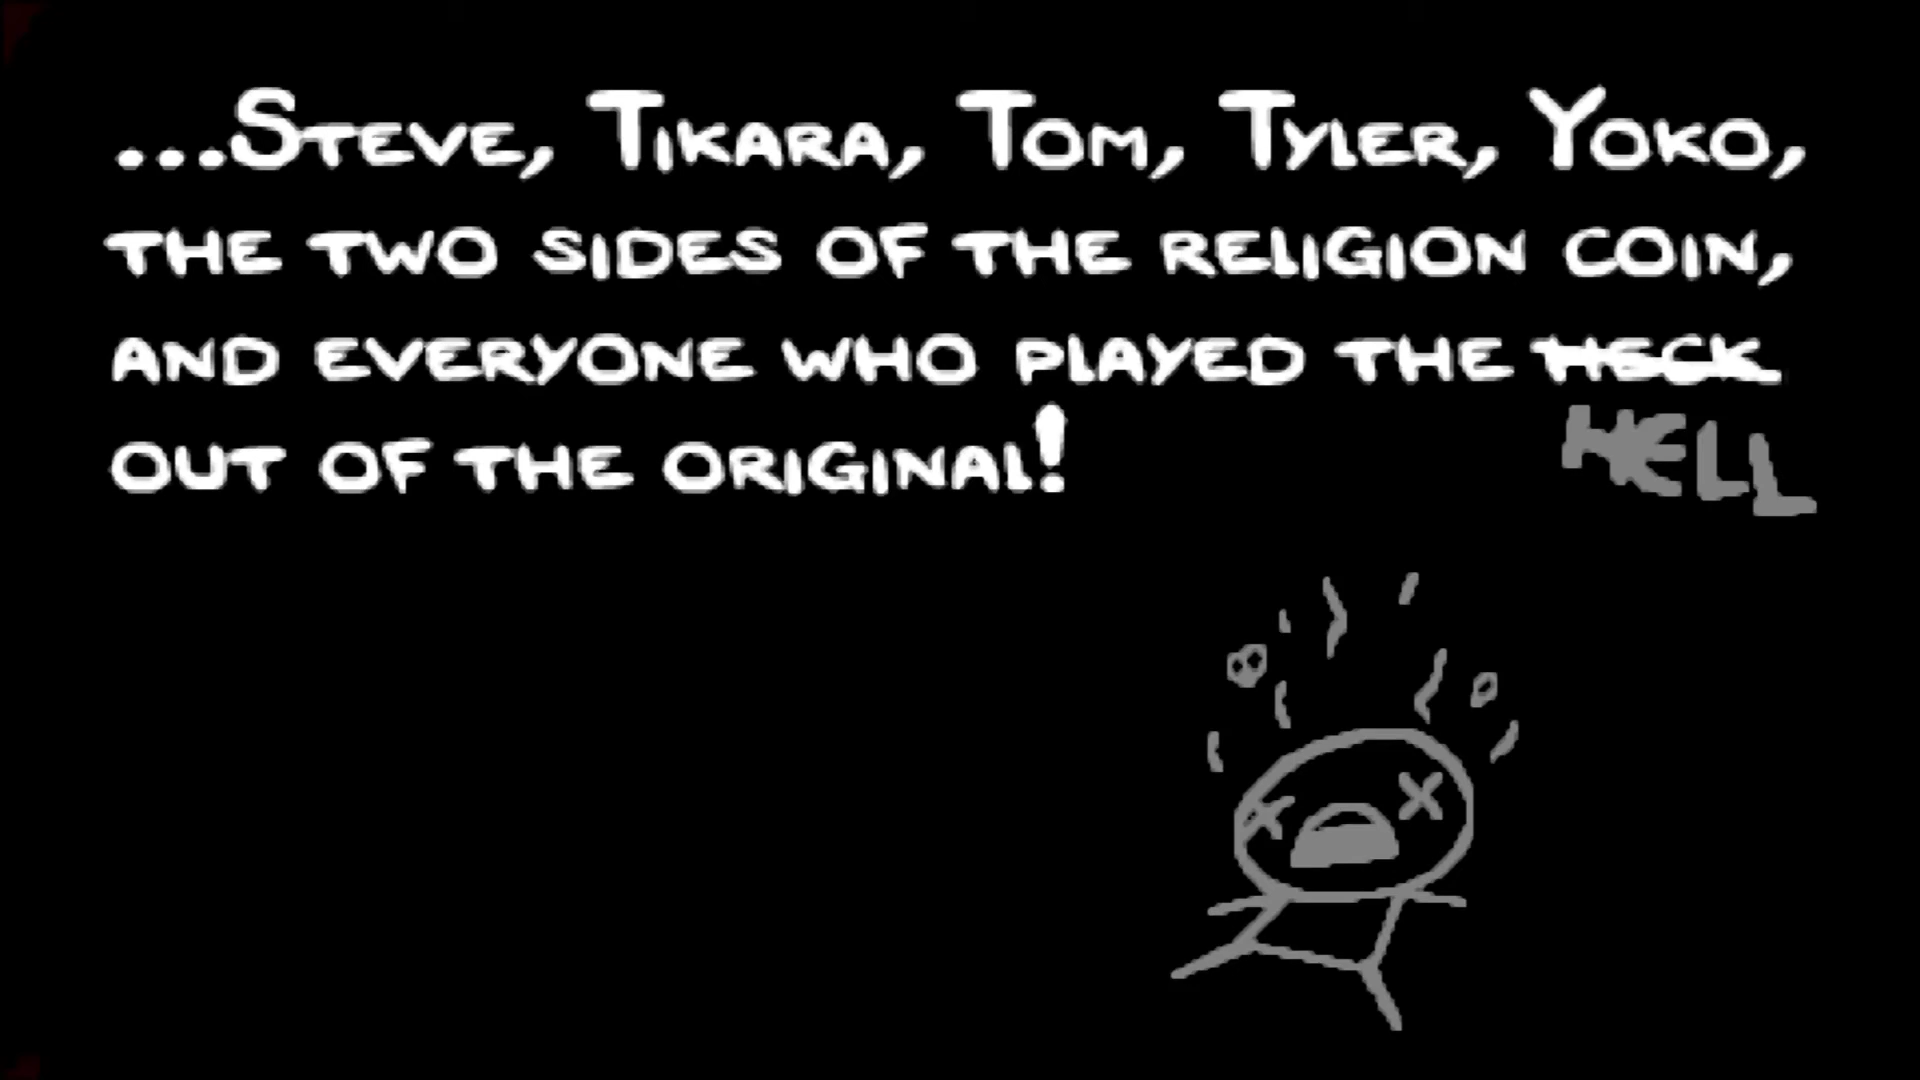 ...Steve, Tikara, Tom, Tyler, Yoko,
the two sides of the religion coin,
and everyone who played the heck
HELL
out of the original!